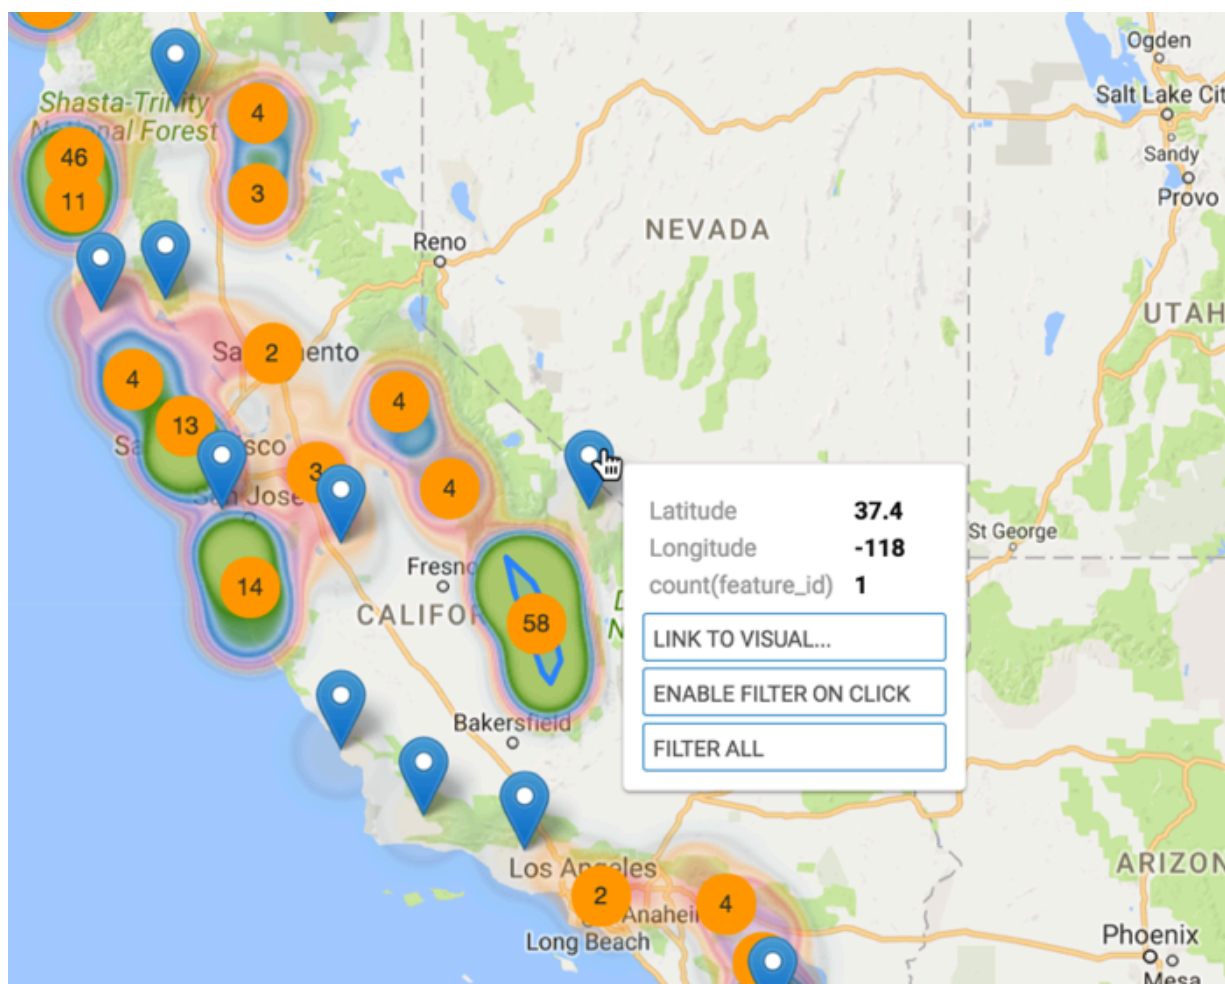 Ogden
Salt Lake Cit
Sandy
Provo
Shasta-Trinity
National Forest
4
46
11
3
NEVADA
Reno
UTAH
Sa
2
ento
4
4
13
Sa
sco
3
San Jose
4
Latitude 37.4
Longitude -118
count(feature_id) 1
LINK TO VISUAL...
ENABLE FILTER ON CLICK
FILTER ALL
St George
Fresno
14
CALIFOR
58
D
N
Bakersfield
Los Angeles
2
4
Anahei
Long Beach
ARIZON
Phoenix
Mesa